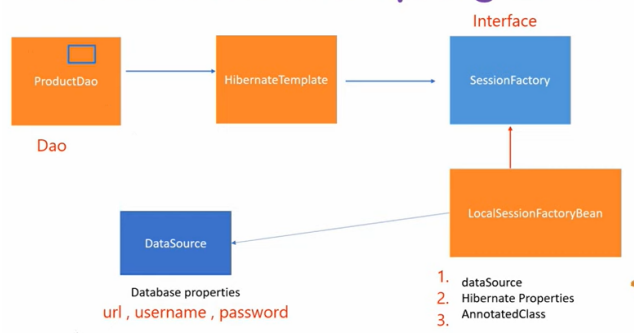 Interface
ProductDao
HibernateTemplate
SessionFactory
Dao
LocalSessionFactoryBean
DataSource
Database properties
url , username , password
1. dataSource
2. Hibernate Properties
3. AnnotatedClass